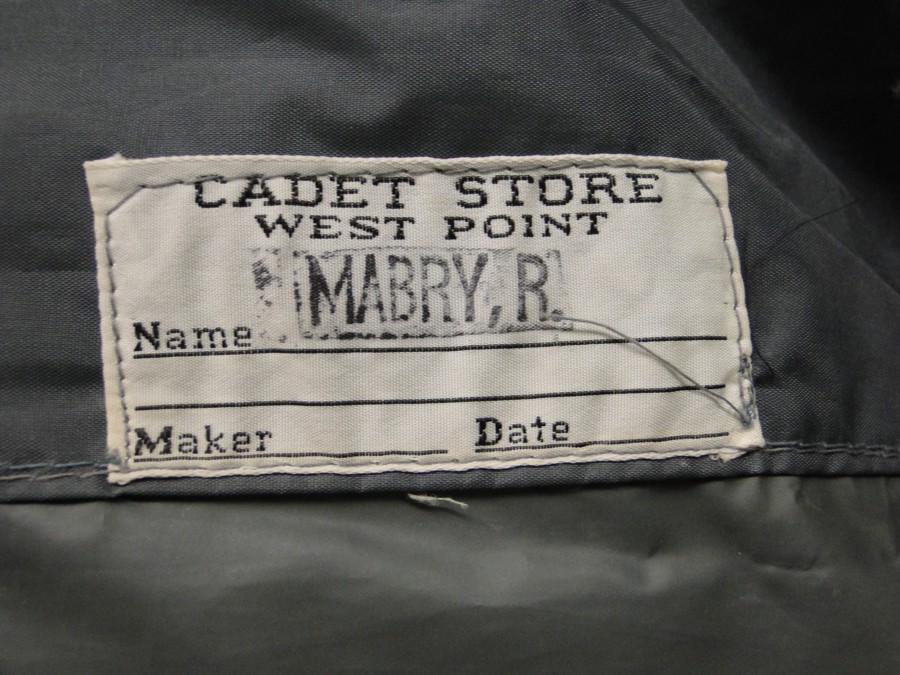 CADET STORE
WEST POINT
MABRY, R.
Name
Maker Date